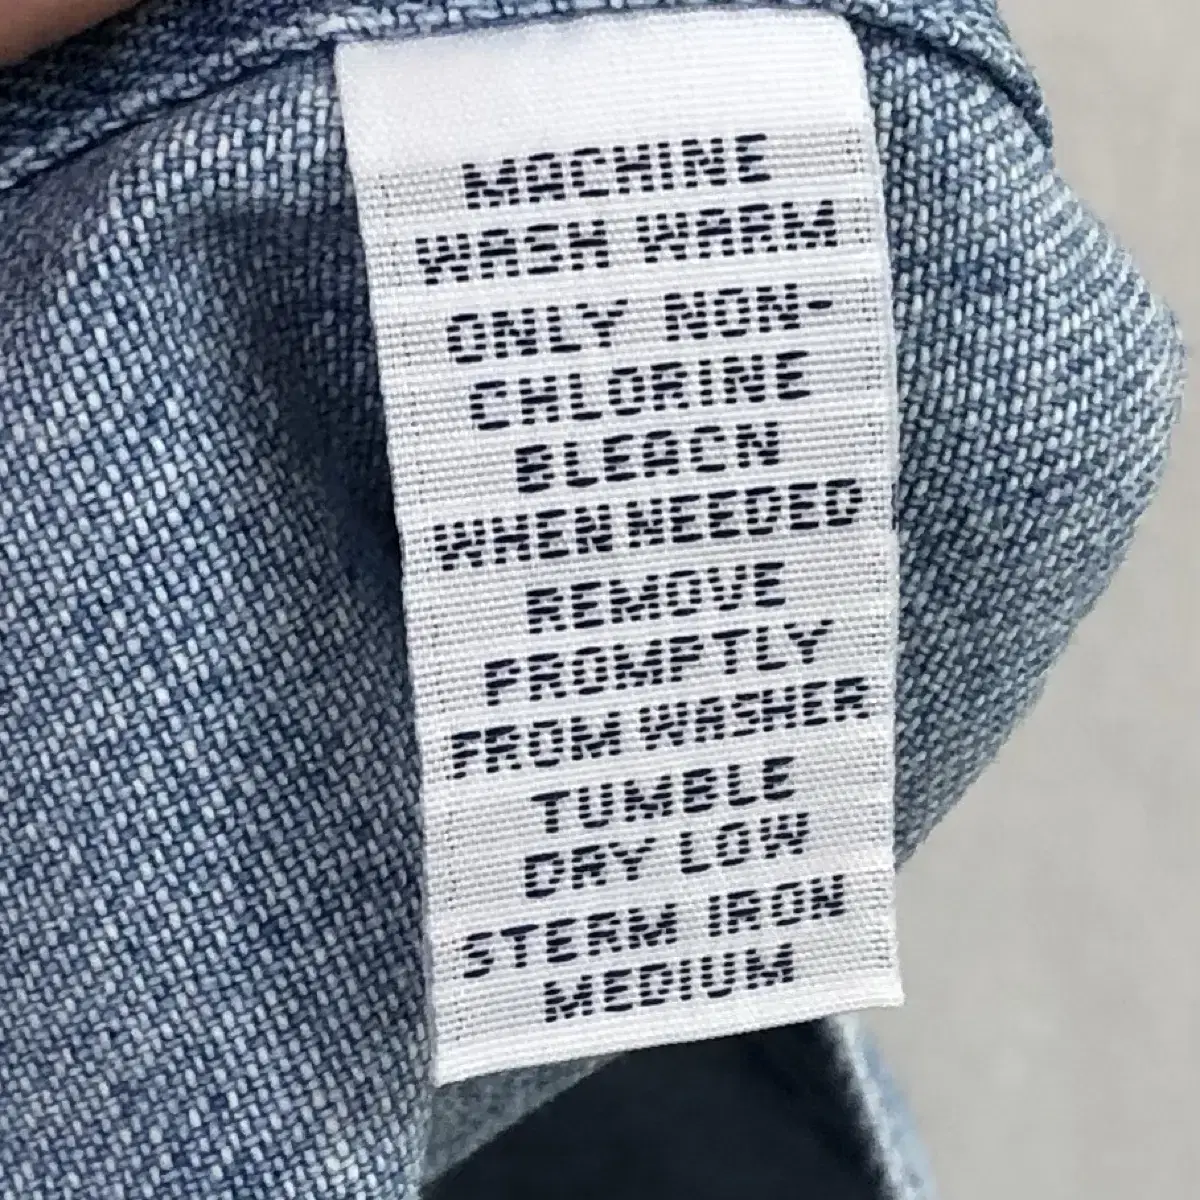 MACHINE
WASH WARM
ONLY NON-
CHLORINE
BLEACN
WHEN NEEDED
REMOVE
PROMPTLY
FROM WASHER
TUMBLE
DRY LOW
STERM IRON
MEDIUM